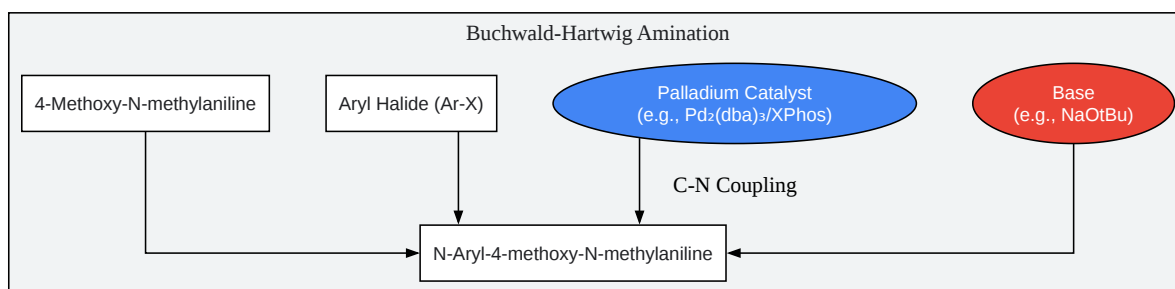 Buchwald-Hartwig Amination
4-Methoxy-N-methylaniline
Aryl Halide (Ar-X)
Palladium Catalyst
(e.g., Pd₂(dba)₃/XPhos)
Base
(e.g., NaOtBu)
C-N Coupling
N-Aryl-4-methoxy-N-methylaniline